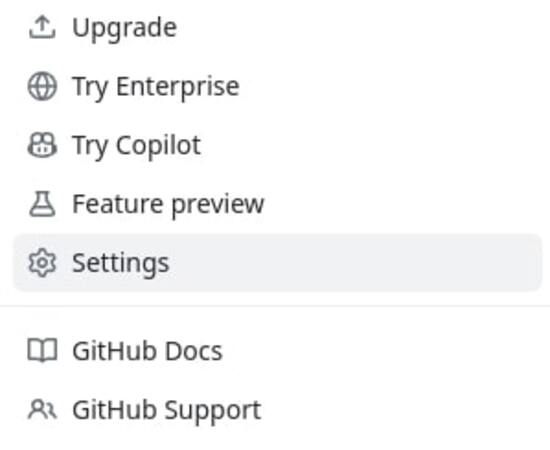 Upgrade
Try Enterprise
Try Copilot
Feature preview
Settings
GitHub Docs
GitHub Support